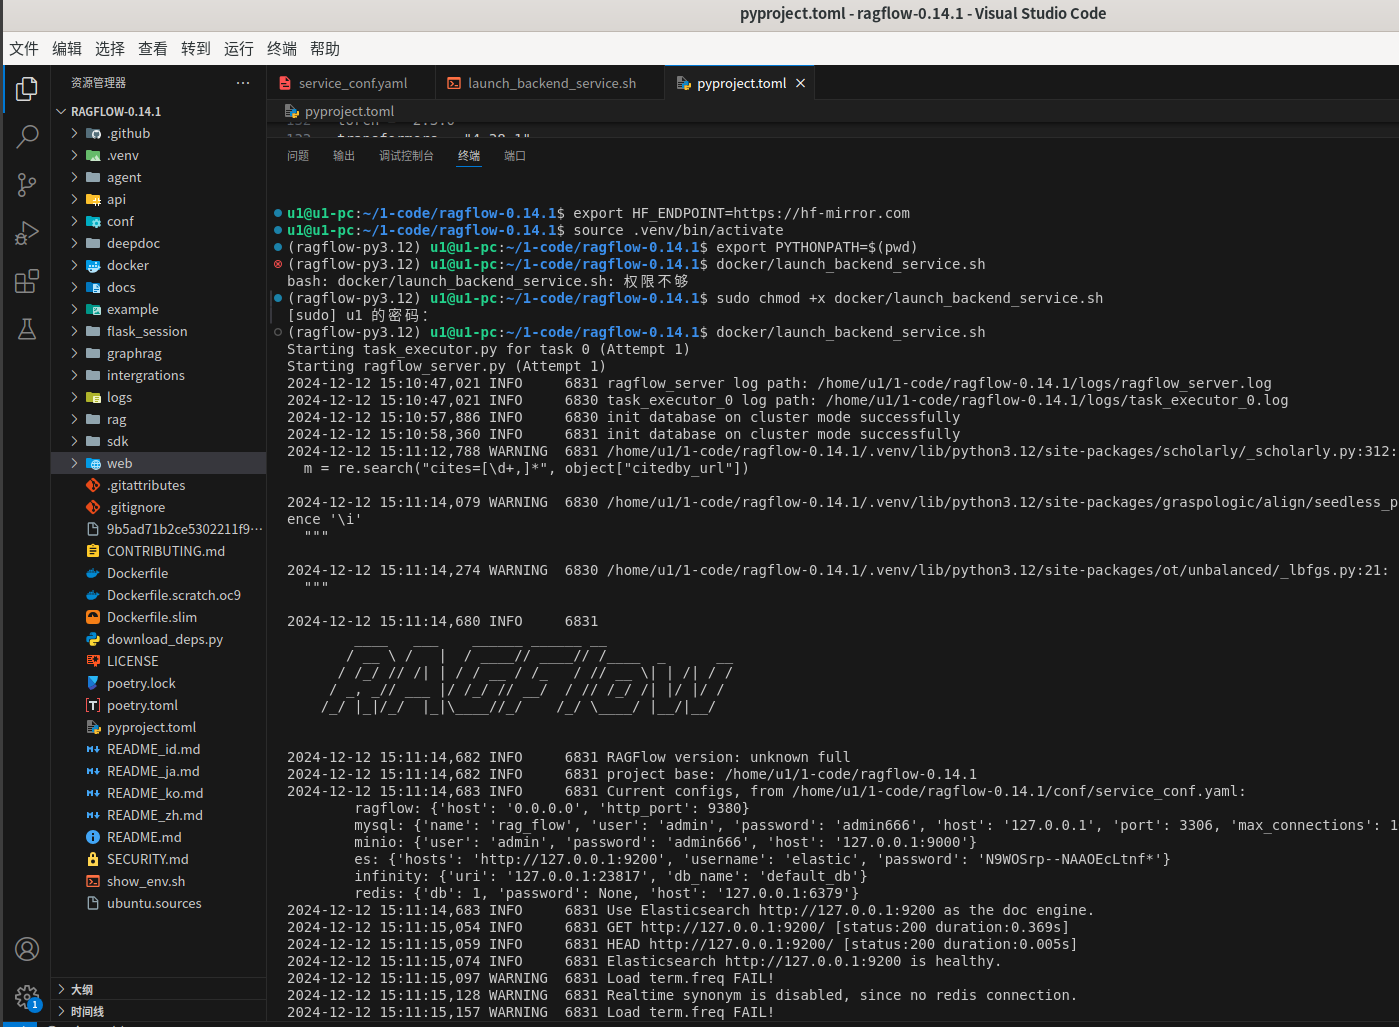 pyproject.toml - ragflow-0.14.1 - Visual Studio Code
文件 编辑 选择 查看 转到 运行 终端 帮助
资源管理器 ···
service_conf.yaml
launch_backend_service.sh
pyproject.toml ×
RAGFLOW-0.14.1
.github
.venv
agent
api
conf
deepdoc
docker
docs
example
flask_session
graphrag
intergrations
logs
rag
sdk
web
.gitattributes
.gitignore
9b5ad71b2ce5302211f9···
CONTRIBUTING.md
Dockerfile
Dockerfile.scratch.oc9
Dockerfile.slim
download_deps.py
LICENSE
poetry.lock
poetry.toml
pyproject.toml
README_id.md
README_ja.md
README_ko.md
README_zh.md
README.md
SECURITY.md
show_env.sh
ubuntu.sources
大纲
时间线
1
pyproject.toml
问题 输出 调试控制台 终端 端口
u1@u1-pc:~/1-code/ragflow-0.14.1$ export HF_ENDPOINT=https://hf-mirror.com
u1@u1-pc:~/1-code/ragflow-0.14.1$ source .venv/bin/activate
(ragflow-py3.12) u1@u1-pc:~/1-code/ragflow-0.14.1$ export PYTHONPATH=$(pwd)
(ragflow-py3.12) u1@u1-pc:~/1-code/ragflow-0.14.1$ docker/launch_backend_service.sh
bash: docker/launch_backend_service.sh: 权限不够
(ragflow-py3.12) u1@u1-pc:~/1-code/ragflow-0.14.1$ sudo chmod +x docker/launch_backend_service.sh
[sudo] u1 的密码：
(ragflow-py3.12) u1@u1-pc:~/1-code/ragflow-0.14.1$ docker/launch_backend_service.sh
Starting task_executor.py for task 0 (Attempt 1)
Starting ragflow_server.py (Attempt 1)
2024-12-12 15:10:47,021 INFO     6831 ragflow_server log path: /home/u1/1-code/ragflow-0.14.1/logs/ragflow_server.log
2024-12-12 15:10:47,021 INFO     6830 task_executor_0 log path: /home/u1/1-code/ragflow-0.14.1/logs/task_executor_0.log
2024-12-12 15:10:57,886 INFO     6830 init database on cluster mode successfully
2024-12-12 15:10:58,360 INFO     6831 init database on cluster mode successfully
2024-12-12 15:11:12,788 WARNING  6831 /home/u1/1-code/ragflow-0.14.1/.venv/lib/python3.12/site-packages/scholarly/_scholarly.py:312:
m = re.search("cites=[\d+,]*", object["citedby_url"])
2024-12-12 15:11:14,079 WARNING  6830 /home/u1/1-code/ragflow-0.14.1/.venv/lib/python3.12/site-packages/graspologic/align/seedless_p
ence '\i'
"""
2024-12-12 15:11:14,274 WARNING  6830 /home/u1/1-code/ragflow-0.14.1/.venv/lib/python3.12/site-packages/ot/unbalanced/_lbfgs.py:21:
"""
2024-12-12 15:11:14,680 INFO     6831
RAGFlow
2024-12-12 15:11:14,682 INFO     6831 RAGFlow version: unknown full
2024-12-12 15:11:14,682 INFO     6831 project base: /home/u1/1-code/ragflow-0.14.1
2024-12-12 15:11:14,683 INFO     6831 Current configs, from /home/u1/1-code/ragflow-0.14.1/conf/service_conf.yaml:
ragflow: {'host': '0.0.0.0', 'http_port': 9380}
mysql: {'name': 'rag_flow', 'user': 'admin', 'password': 'admin666', 'host': '127.0.0.1', 'port': 3306, 'max_connections': 1
minio: {'user': 'admin', 'password': 'admin666', 'host': '127.0.0.1:9000'}
es: {'hosts': 'http://127.0.0.1:9200', 'username': 'elastic', 'password': 'N9WOSrp--NAAOEcLtnf*'}
infinity: {'uri': '127.0.0.1:23817', 'db_name': 'default_db'}
redis: {'db': 1, 'password': None, 'host': '127.0.0.1:6379'}
2024-12-12 15:11:14,683 INFO     6831 Use Elasticsearch http://127.0.0.1:9200 as the doc engine.
2024-12-12 15:11:15,054 INFO     6831 GET http://127.0.0.1:9200/ [status:200 duration:0.369s]
2024-12-12 15:11:15,059 INFO     6831 HEAD http://127.0.0.1:9200/ [status:200 duration:0.005s]
2024-12-12 15:11:15,074 INFO     6831 Elasticsearch http://127.0.0.1:9200 is healthy.
2024-12-12 15:11:15,097 WARNING  6831 Load term.freq FAIL!
2024-12-12 15:11:15,128 WARNING  6831 Realtime synonym is disabled, since no redis connection.
2024-12-12 15:11:15,157 WARNING  6831 Load term.freq FAIL!